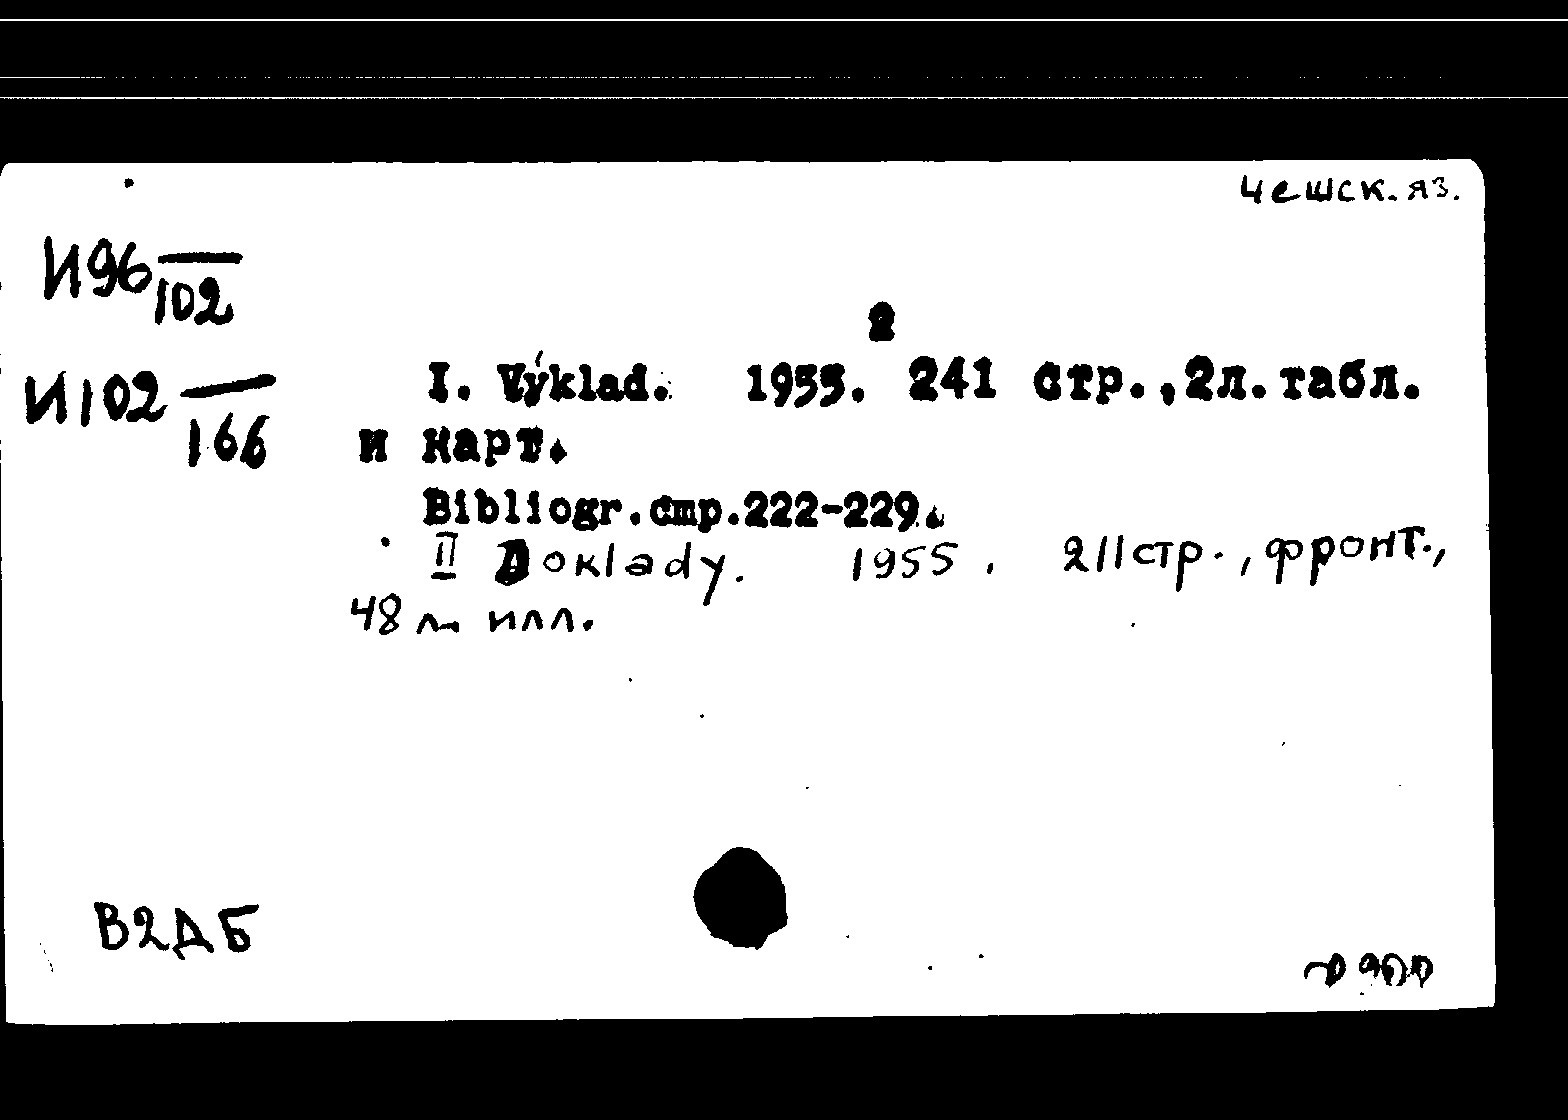 чешск. яз.
И96 —/102
2
И102 —/166
I. Výklad. 1955. 241 стр., 2л. табл.
и карт.
Bibliogr. стр. 222-229.
II Doklady. 1955. 211 стр., фронт.,
48 л. илл.
В2ДБ